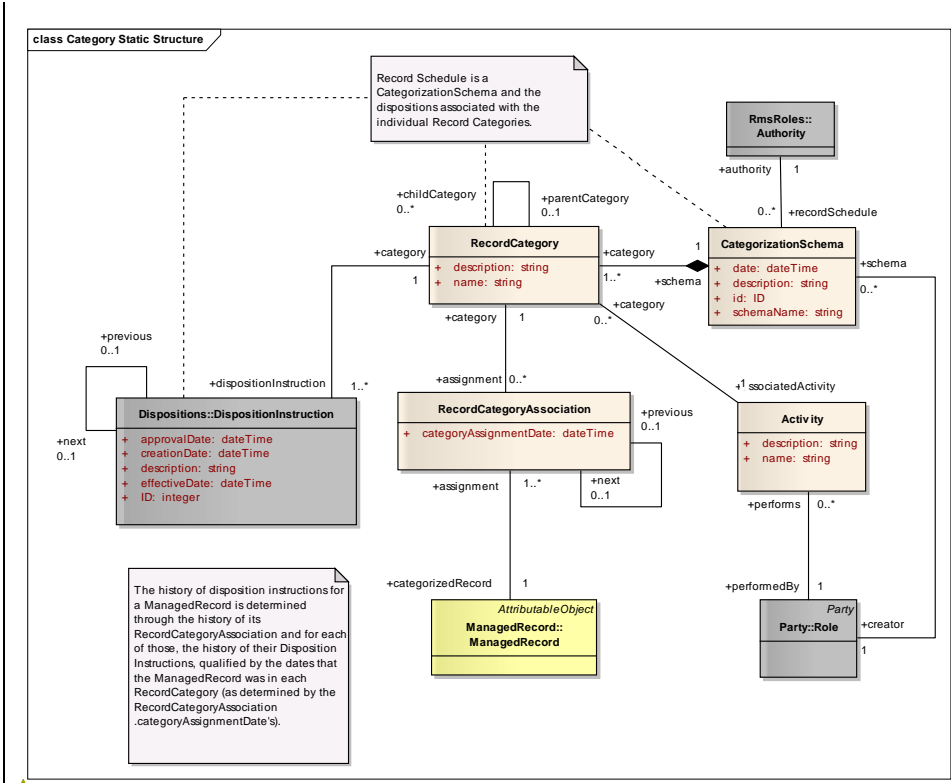 class Category Static Structure
Record Schedule is a
CategorizationSchema and the
dispositions associated with the
individual Record Categories.
RmsRoles::
Authority
+authority 1
0..* +recordSchedule
+childCategory
0..*
+parentCategory
0..1
RecordCategory
+ description: string
+ name: string
+category
1
+category
1..*
1
+schema
CategorizationSchema
+ date: dateTime
+ description: string
+ id: ID
+ schemaName: string
+schema
0..*
+category
0..*
+category 1
+previous
0..1
+dispositionInstruction 1..*
+assignment 0..*
+1 ssociatedActivity
Dispositions::DispositionInstruction
+ approvalDate: dateTime
+ creationDate: dateTime
+ description: string
+ effectiveDate: dateTime
+ ID: integer
+next
0..1
RecordCategoryAssociation
+ categoryAssignmentDate: dateTime
+previous
0..1
+next
0..1
Activity
+ description: string
+ name: string
+assignment 1..*
+performs 0..*
+categorizedRecord 1
+performedBy 1
The history of disposition instructions for
a ManagedRecord is determined
through the history of its
RecordCategoryAssociation and for each
of those, the history of their Disposition
Instructions, qualified by the dates that
the ManagedRecord was in each
RecordCategory (as determined by the
RecordCategoryAssociation
.categoryAssignmentDate's).
AttributableObject
ManagedRecord::
ManagedRecord
Party
Party::Role
+creator
1